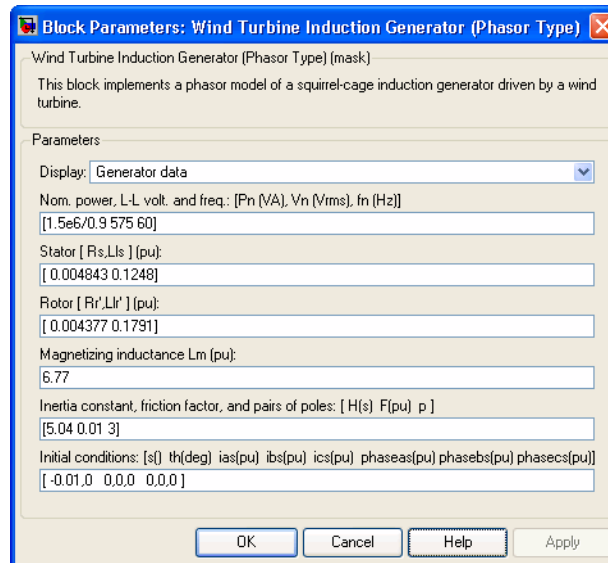 Block Parameters: Wind Turbine Induction Generator (Phasor Type)
Wind Turbine Induction Generator (Phasor Type) (mask)
This block implements a phasor model of a squirrel-cage induction generator driven by a wind
turbine.
Parameters
Display: Generator data
Nom. power, L-L volt. and freq.: [Pn (VA), Vn (Vrms), fn (Hz)]
[1.5e6/0.9 575 60]
Stator [ Rs,Lls ] (pu):
[ 0.004843 0.1248]
Rotor [ Rr',Llr' ] (pu):
[ 0.004377 0.1791]
Magnetizing inductance Lm (pu):
6.77
Inertia constant, friction factor, and pairs of poles: [ H(s) F(pu) p ]
[5.04 0.01 3]
Initial conditions: [s() th(deg) ias(pu) ibs(pu) ics(pu) phaseas(pu) phasebs(pu) phasecs(pu)]
[ -0.01,0 0,0,0 0,0,0 ]
OK Cancel Help Apply